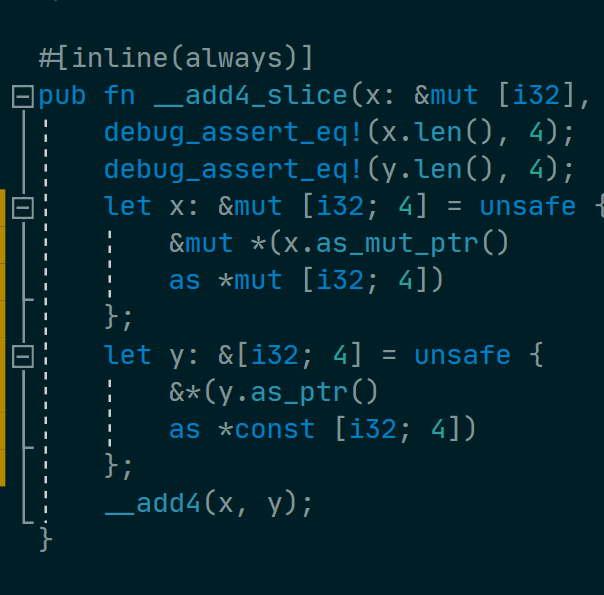 #[inline(always)]
pub fn __add4_slice(x: &mut [i32],
debug_assert_eq!(x.len(), 4);
debug_assert_eq!(y.len(), 4);
let x: &mut [i32; 4] = unsafe {
&mut *(x.as_mut_ptr()
as *mut [i32; 4])
};
let y: &[i32; 4] = unsafe {
&*(y.as_ptr()
as *const [i32; 4])
};
__add4(x, y);
}